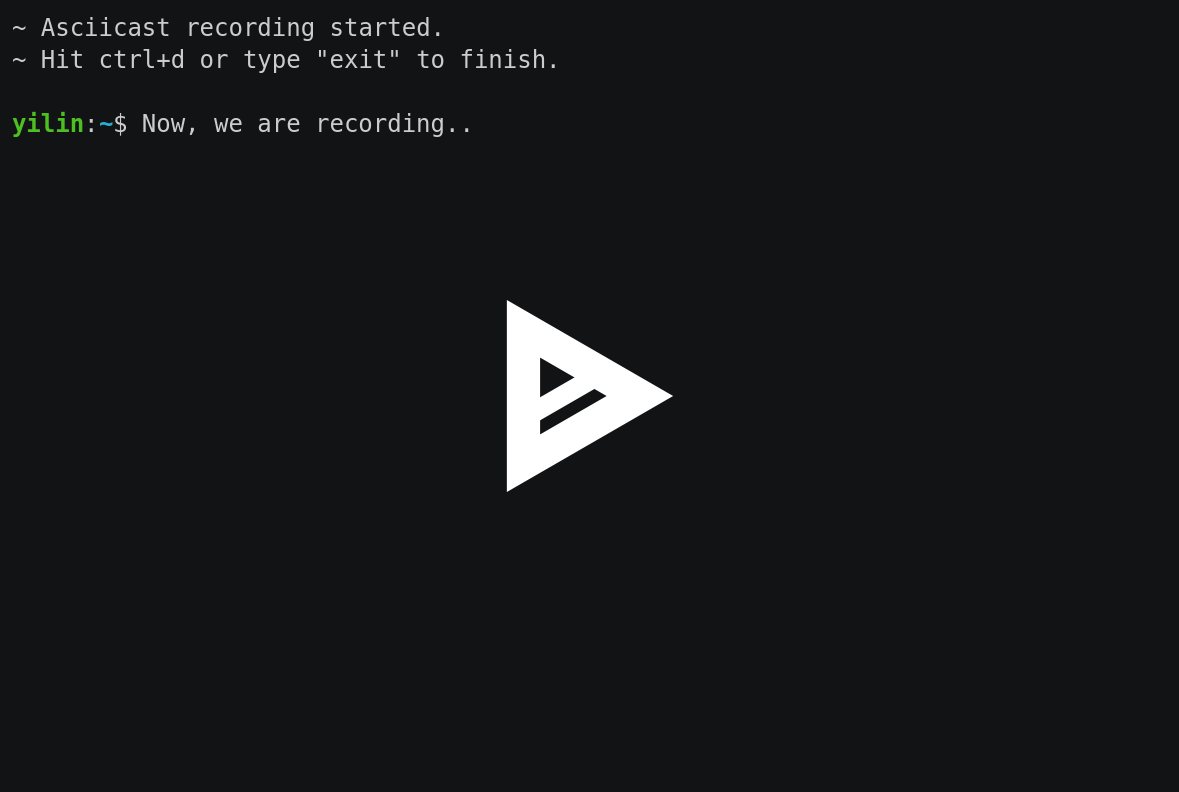 ~ Asciicast recording started.
~ Hit ctrl+d or type "exit" to finish.
yilin:~$ Now, we are recording..